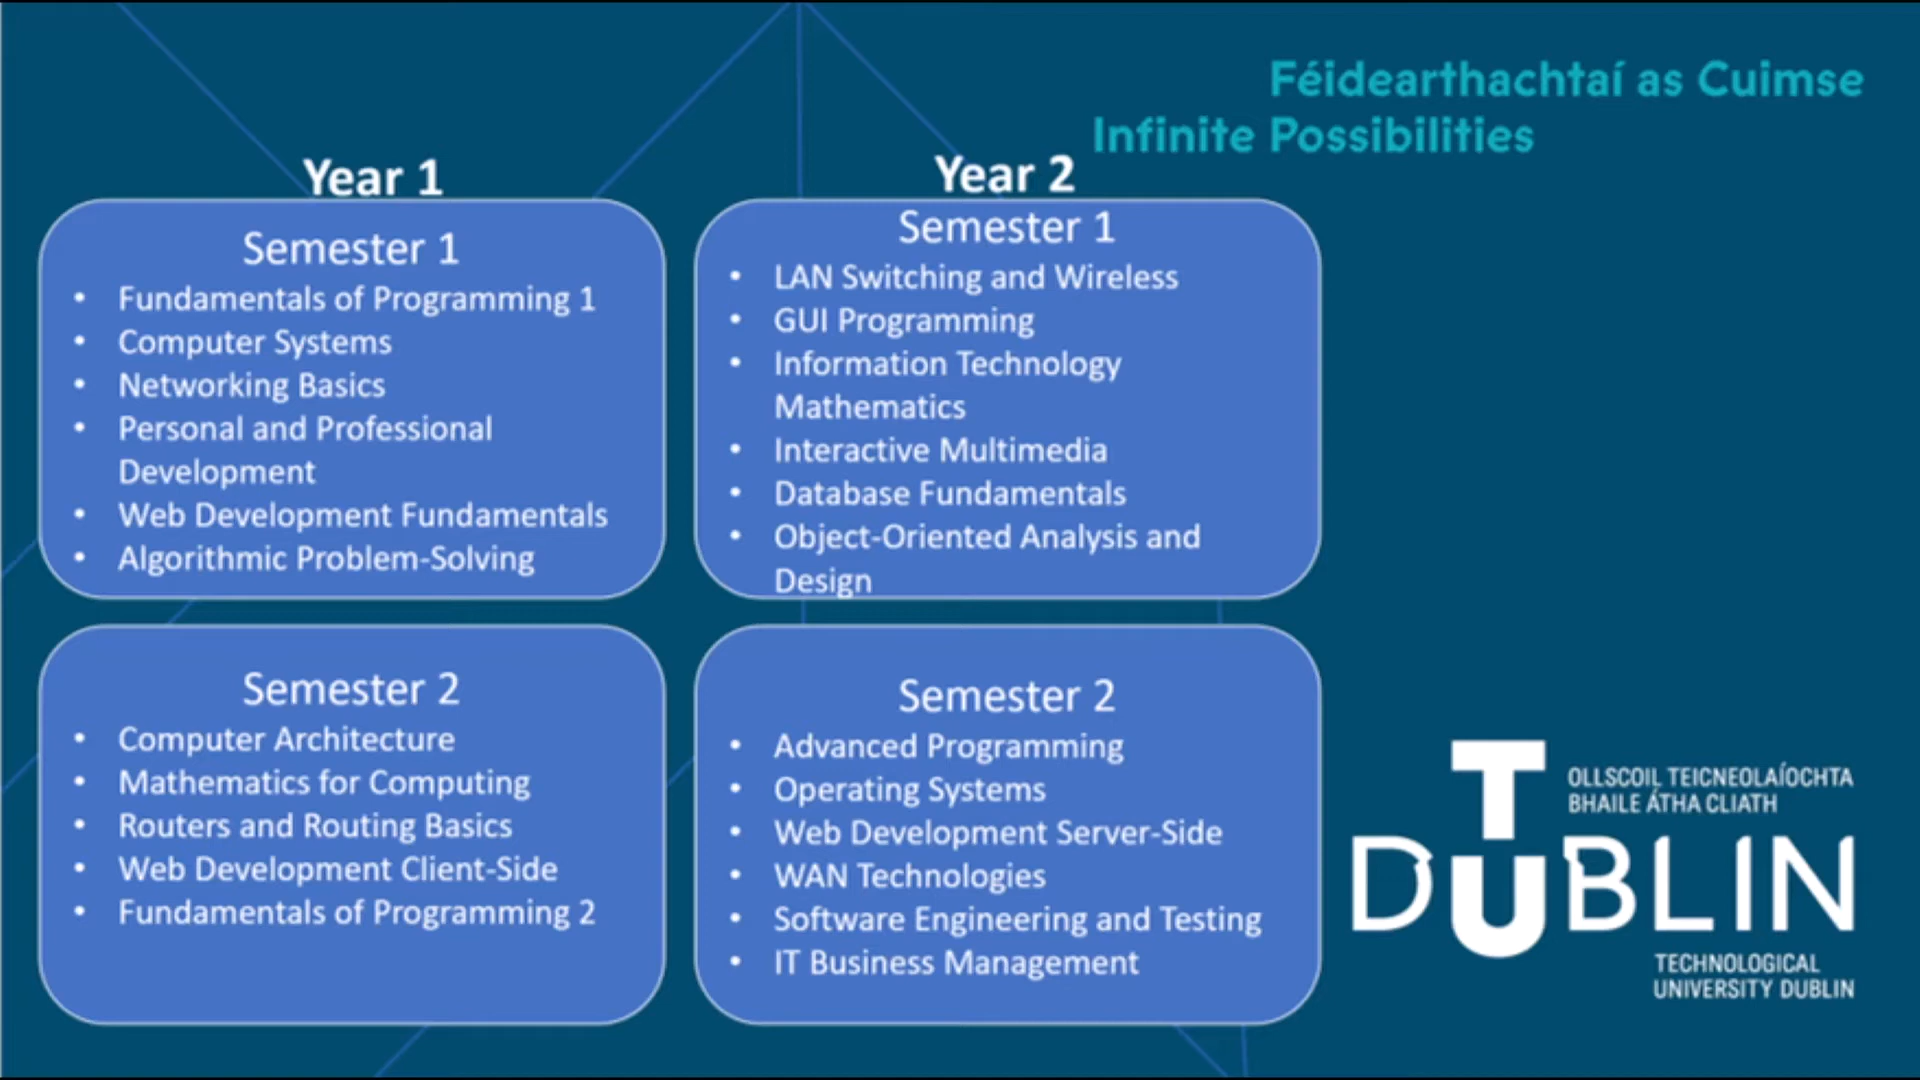 Féidearthachtaí as Cuimse
Infinite Possibilities
Year 1
Semester 1
• Fundamentals of Programming 1
• Computer Systems
• Networking Basics
• Personal and Professional
Development
• Web Development Fundamentals
• Algorithmic Problem-Solving
Semester 2
• Computer Architecture
• Mathematics for Computing
• Routers and Routing Basics
• Web Development Client-Side
• Fundamentals of Programming 2
Year 2
Semester 1
• LAN Switching and Wireless
• GUI Programming
• Information Technology
Mathematics
• Interactive Multimedia
• Database Fundamentals
• Object-Oriented Analysis and
Design
Semester 2
• Advanced Programming
• Operating Systems
• Web Development Server-Side
• WAN Technologies
• Software Engineering and Testing
• IT Business Management
OLLSCOIL TEICNEOLAÍOCHTA
BHAILE ÁTHA CLIATH
TU DUBLIN
TECHNOLOGICAL
UNIVERSITY DUBLIN